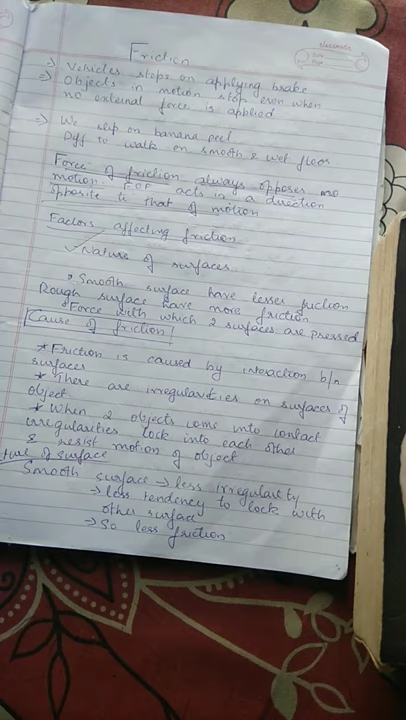 classmate
Date
Page
Friction
⇒ Vehicles stops on applying brake
⇒ Objects in motion stop even when
no external force is applied
⇒ We slip on banana peel
Diff to walk on smooth & wet floor
Force of friction always opposes mo
motion. F.O.F acts in a direction
opposite to that of motion
Factors affecting friction
✓ Nature of surfaces
• Smooth surface have lesser friction
Rough surface have more friction
• Force with which 2 surfaces are pressed
Cause of friction
* Friction is caused by interaction b/n
surfaces
* There are irregularities on surfaces of
object
* When 2 objects come into contact
irregularities lock into each other
& resist motion of object
of surface
Smooth surface → less irregularity
→ less tendency to lock with
other surface
→ So less friction